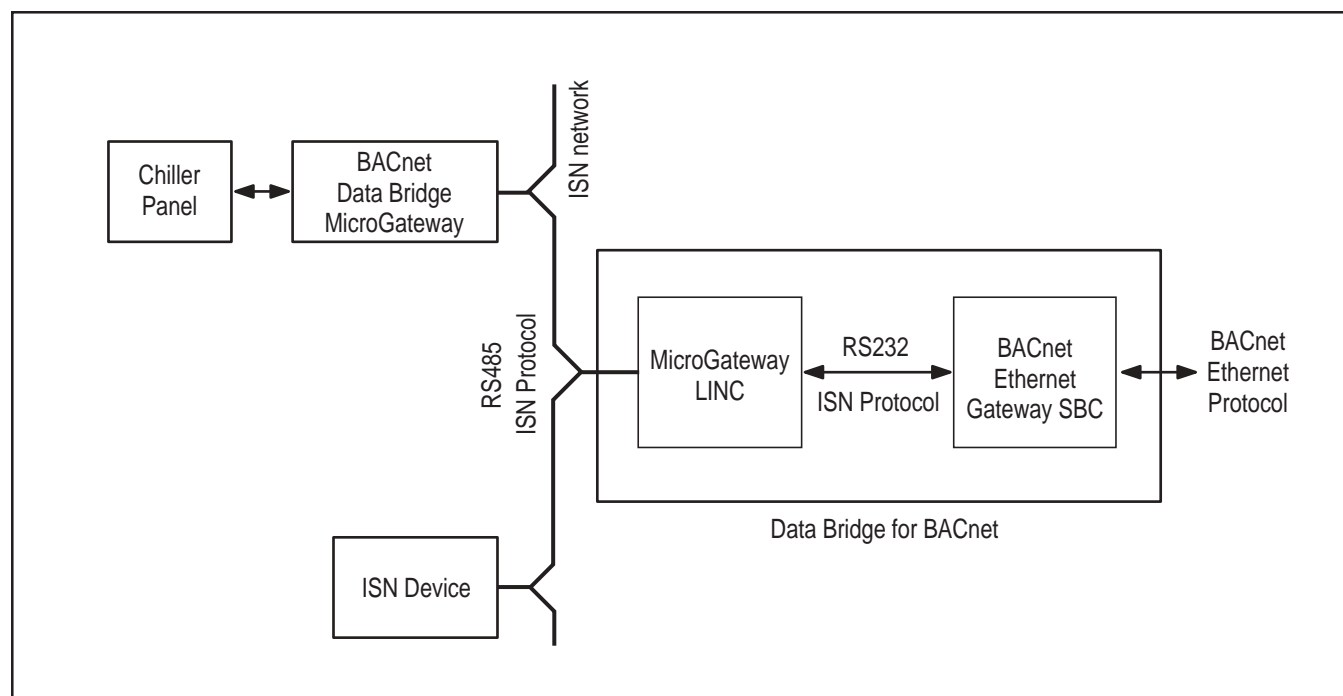 Chiller
Panel
BACnet
Data Bridge
MicroGateway
ISN network
RS485
ISN Protocol
MicroGateway
LINC
RS232
ISN Protocol
BACnet
Ethernet
Gateway SBC
BACnet
Ethernet
Protocol
Data Bridge for BACnet
ISN Device